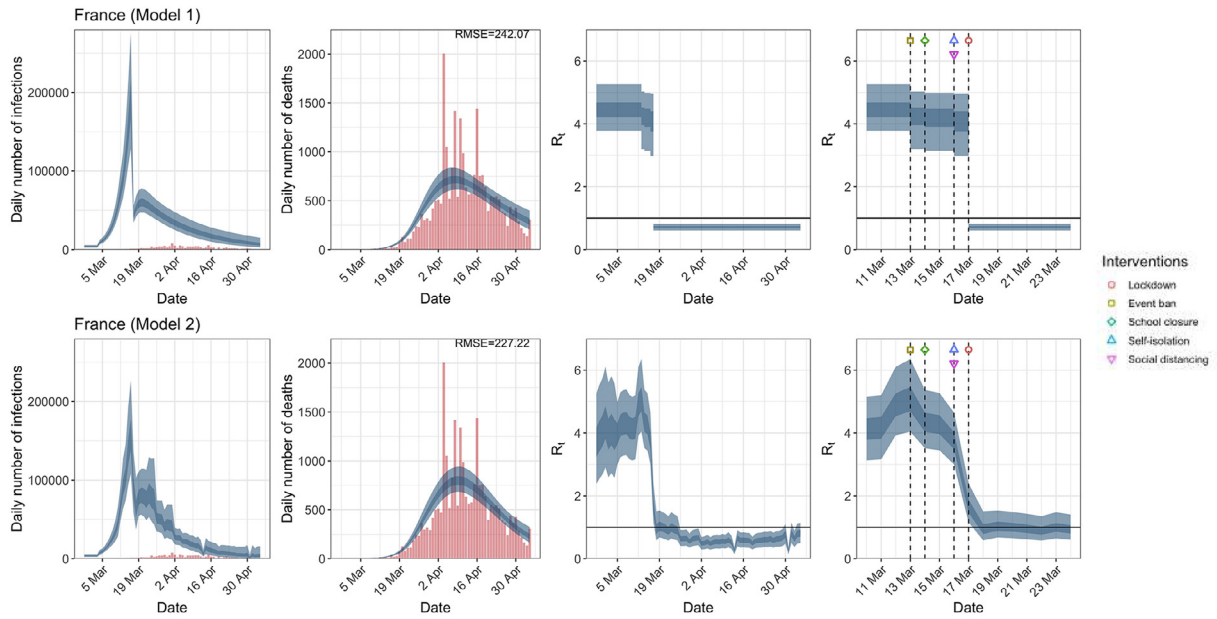 France (Model 1)
Daily number of infections
200000
100000
0
5 Mar
19 Mar
2 Apr
16 Apr
30 Apr
Date
Daily number of deaths
RMSE=242.07
2000
1500
1000
500
0
5 Mar
19 Mar
2 Apr
16 Apr
30 Apr
Date
Rt
6
4
2
0
5 Mar
19 Mar
2 Apr
16 Apr
30 Apr
Date
Rt
6
4
2
0
11 Mar
13 Mar
15 Mar
17 Mar
19 Mar
21 Mar
23 Mar
Date
France (Model 2)
Daily number of infections
200000
100000
0
5 Mar
19 Mar
2 Apr
16 Apr
30 Apr
Date
Daily number of deaths
RMSE=227.22
2000
1500
1000
500
0
5 Mar
19 Mar
2 Apr
16 Apr
30 Apr
Date
Rt
6
4
2
0
5 Mar
19 Mar
2 Apr
16 Apr
30 Apr
Date
Rt
6
4
2
0
11 Mar
13 Mar
15 Mar
17 Mar
19 Mar
21 Mar
23 Mar
Date
Interventions
Lockdown
Event ban
School closure
Self-isolation
Social distancing